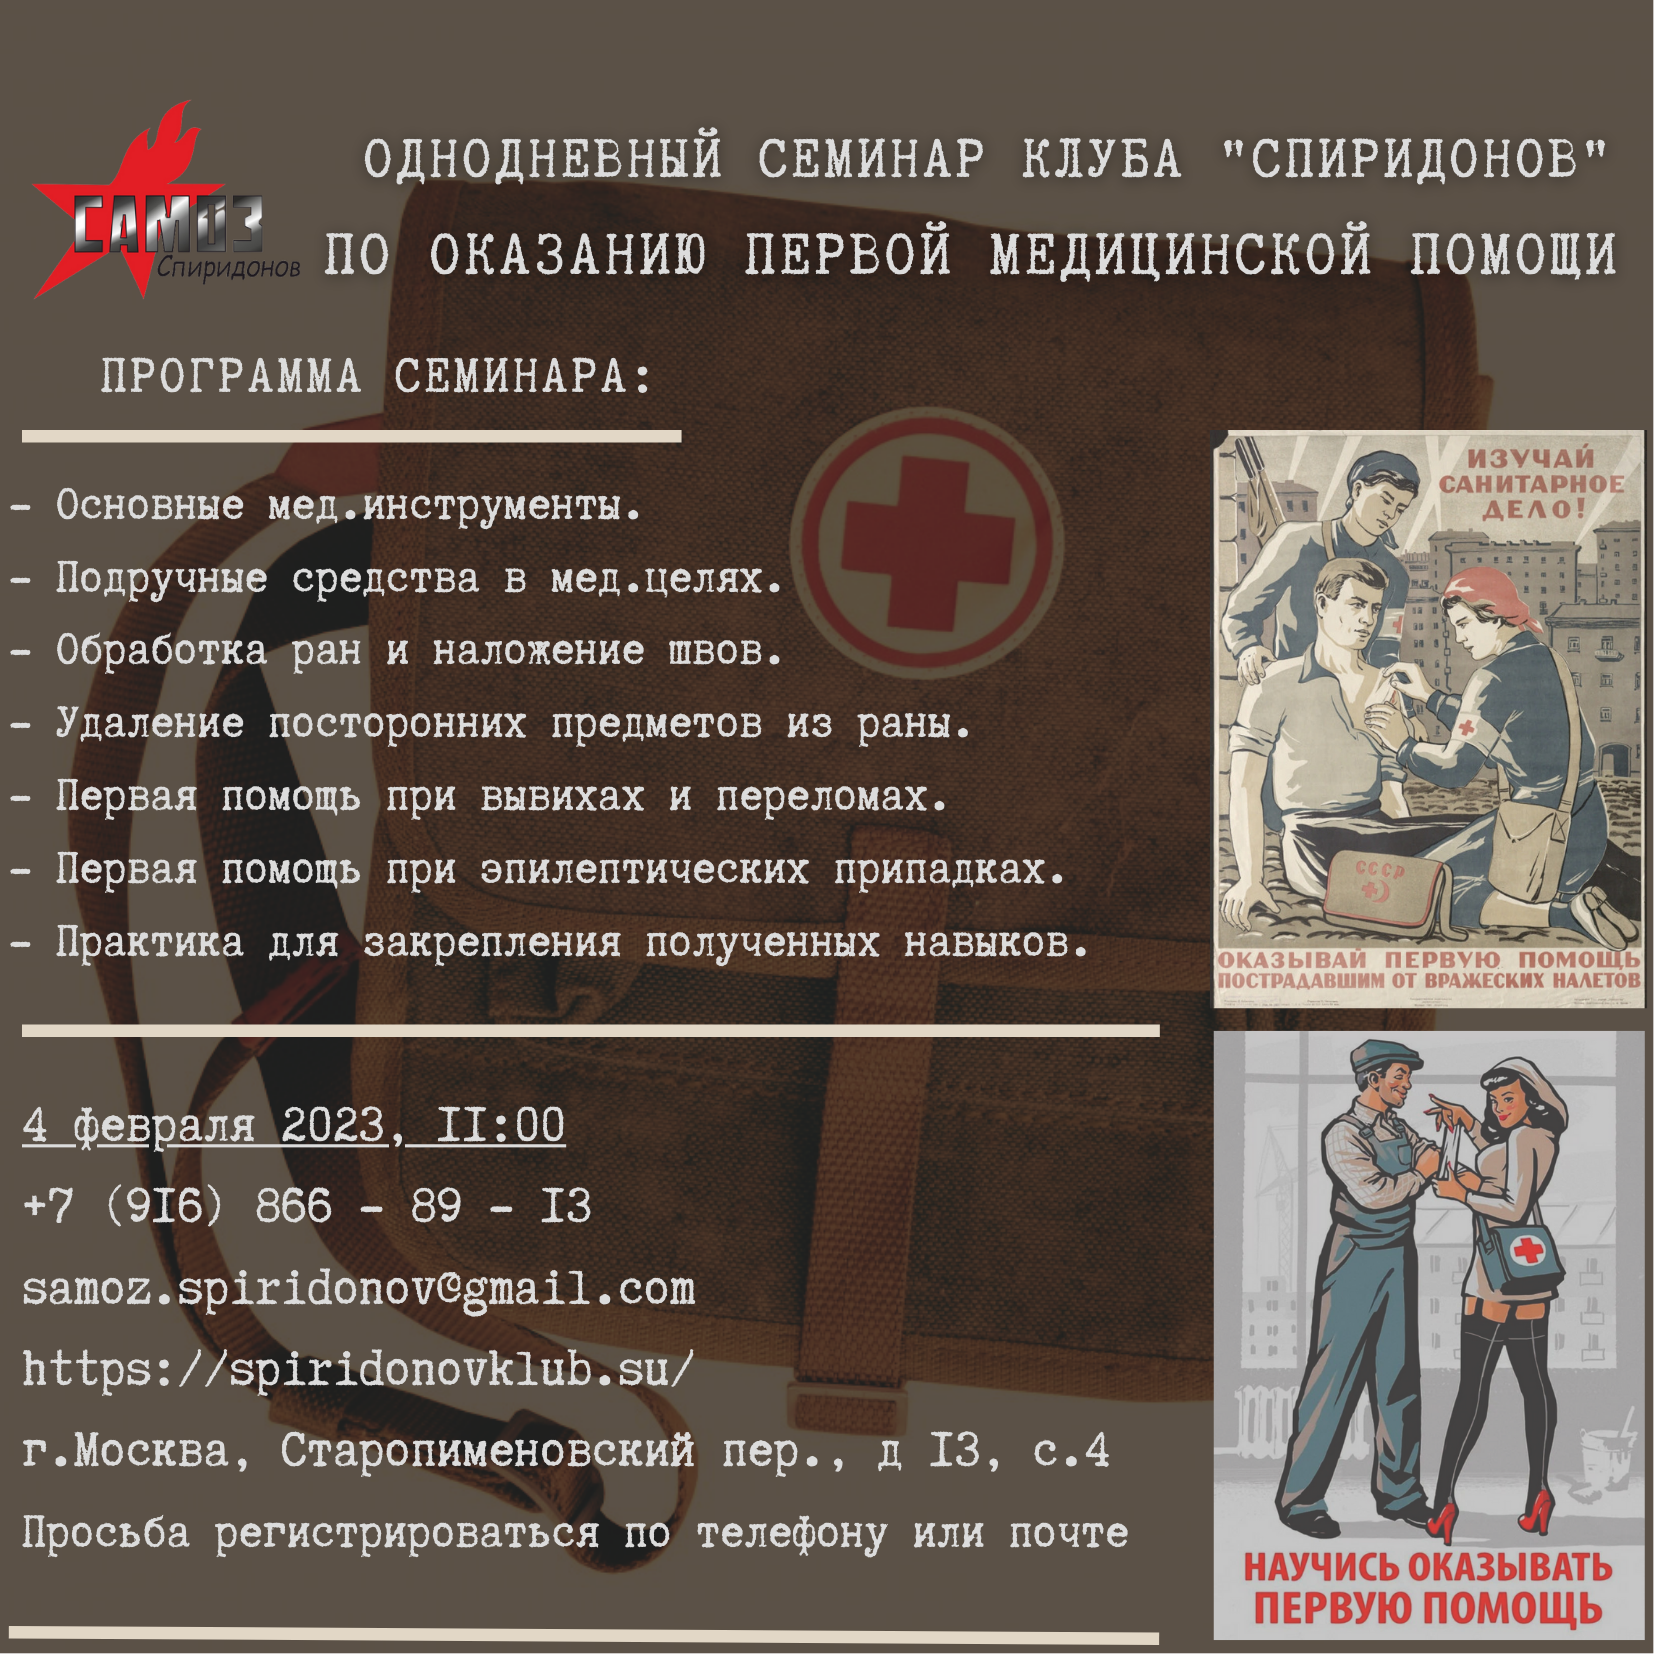 ОДНОДНЕВНЫЙ СЕМИНАР КЛУБА "СПИРИДОНОВ"
САМОЗ
Спиридонов
ПО ОКАЗАНИЮ ПЕРВОЙ МЕДИЦИНСКОЙ ПОМОЩИ
ПРОГРАММА СЕМИНАРА:
- Основные мед.инструменты.
- Подручные средства в мед.целях.
- Обработка ран и наложение швов.
- Удаление посторонних предметов из раны.
- Первая помощь при вывихах и переломах.
- Первая помощь при эпилептических припадках.
- Практика для закрепления полученных навыков.
ИЗУЧАЙ
САНИТАРНОЕ
ДЕЛО!
СССР
ОКАЗЫВАЙ ПЕРВУЮ ПОМОЩЬ
ПОСТРАДАВШИМ ОТ ВРАЖЕСКИХ НАЛЕТОВ
4 февраля 2023, 11:00
+7 (916) 866 - 89 - 13
samoz.spiridonov@gmail.com
https://spiridonovklub.su/
г.Москва, Старопименовский пер., д 13, с.4
Просьба регистрироваться по телефону или почте
НАУЧИСЬ ОКАЗЫВАТЬ
ПЕРВУЮ ПОМОЩЬ